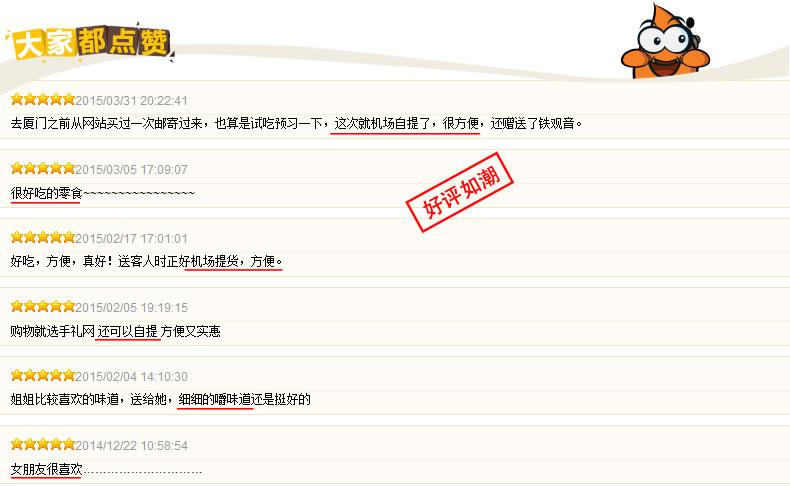 大家都点赞
2015/03/31 20:22:41
去厦门之前从网站买过一次邮寄过来，也算是试吃预习一下，这次就机场自提了，很方便，还赠送了铁观音。
2015/03/05 17:09:07
很好吃的零食~~~~~~~~~~~~~~~~
好评如潮
2015/02/17 17:01:01
好吃，方便，真好！送客人时正好机场提货，方便。
2015/02/05 19:19:15
购物就选手礼网 还可以自提 方便又实惠
2015/02/04 14:10:30
姐姐比较喜欢的味道，送给她，细细的嚼味道还是挺好的
2014/12/22 10:58:54
女朋友很喜欢…………………………